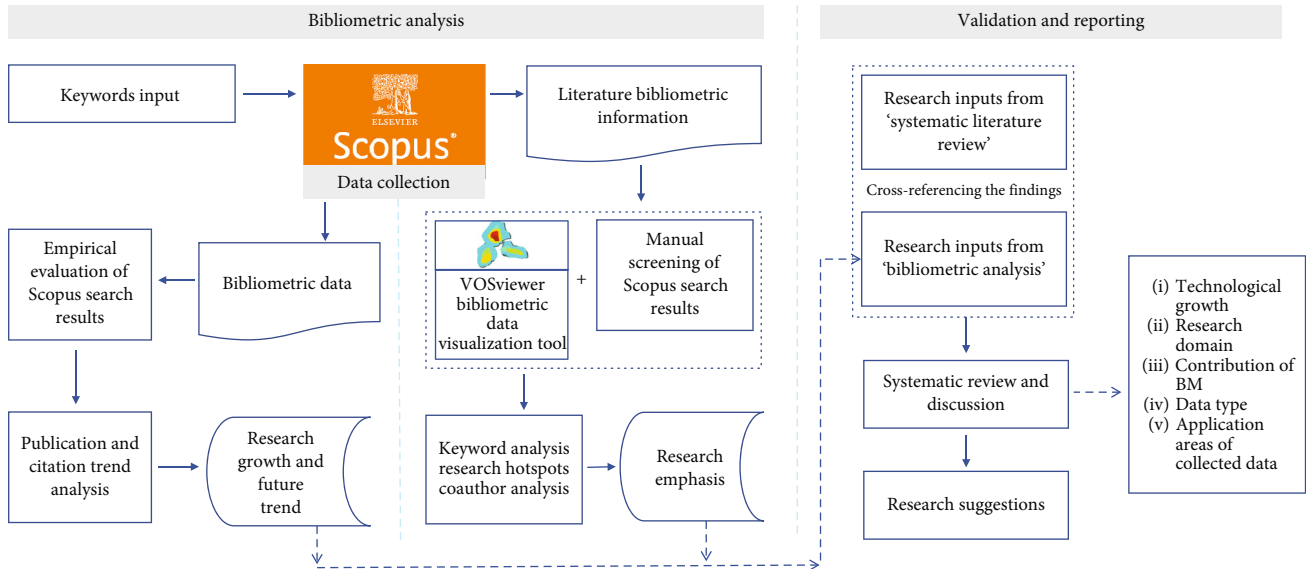 Bibliometric analysis
Validation and reporting
Keywords input
ELSEVIER
Scopus®
Data collection
Literature bibliometric
information
Empirical
evaluation of
Scopus search
results
Bibliometric data
VOSviewer
bibliometric
data
visualization tool
+
Manual
screening of
Scopus search
results
Publication and
citation trend
analysis
Research
growth and
future
trend
Keyword analysis
research hotspots
coauthor analysis
Research
emphasis
Research inputs from
‘systematic literature
review’
Cross-referencing the findings
Research inputs from
‘bibliometric analysis’
Systematic review and
discussion
Research suggestions
(i) Technological
growth
(ii) Research
domain
(iii) Contribution of
BM
(iv) Data type
(v) Application
areas of
collected data